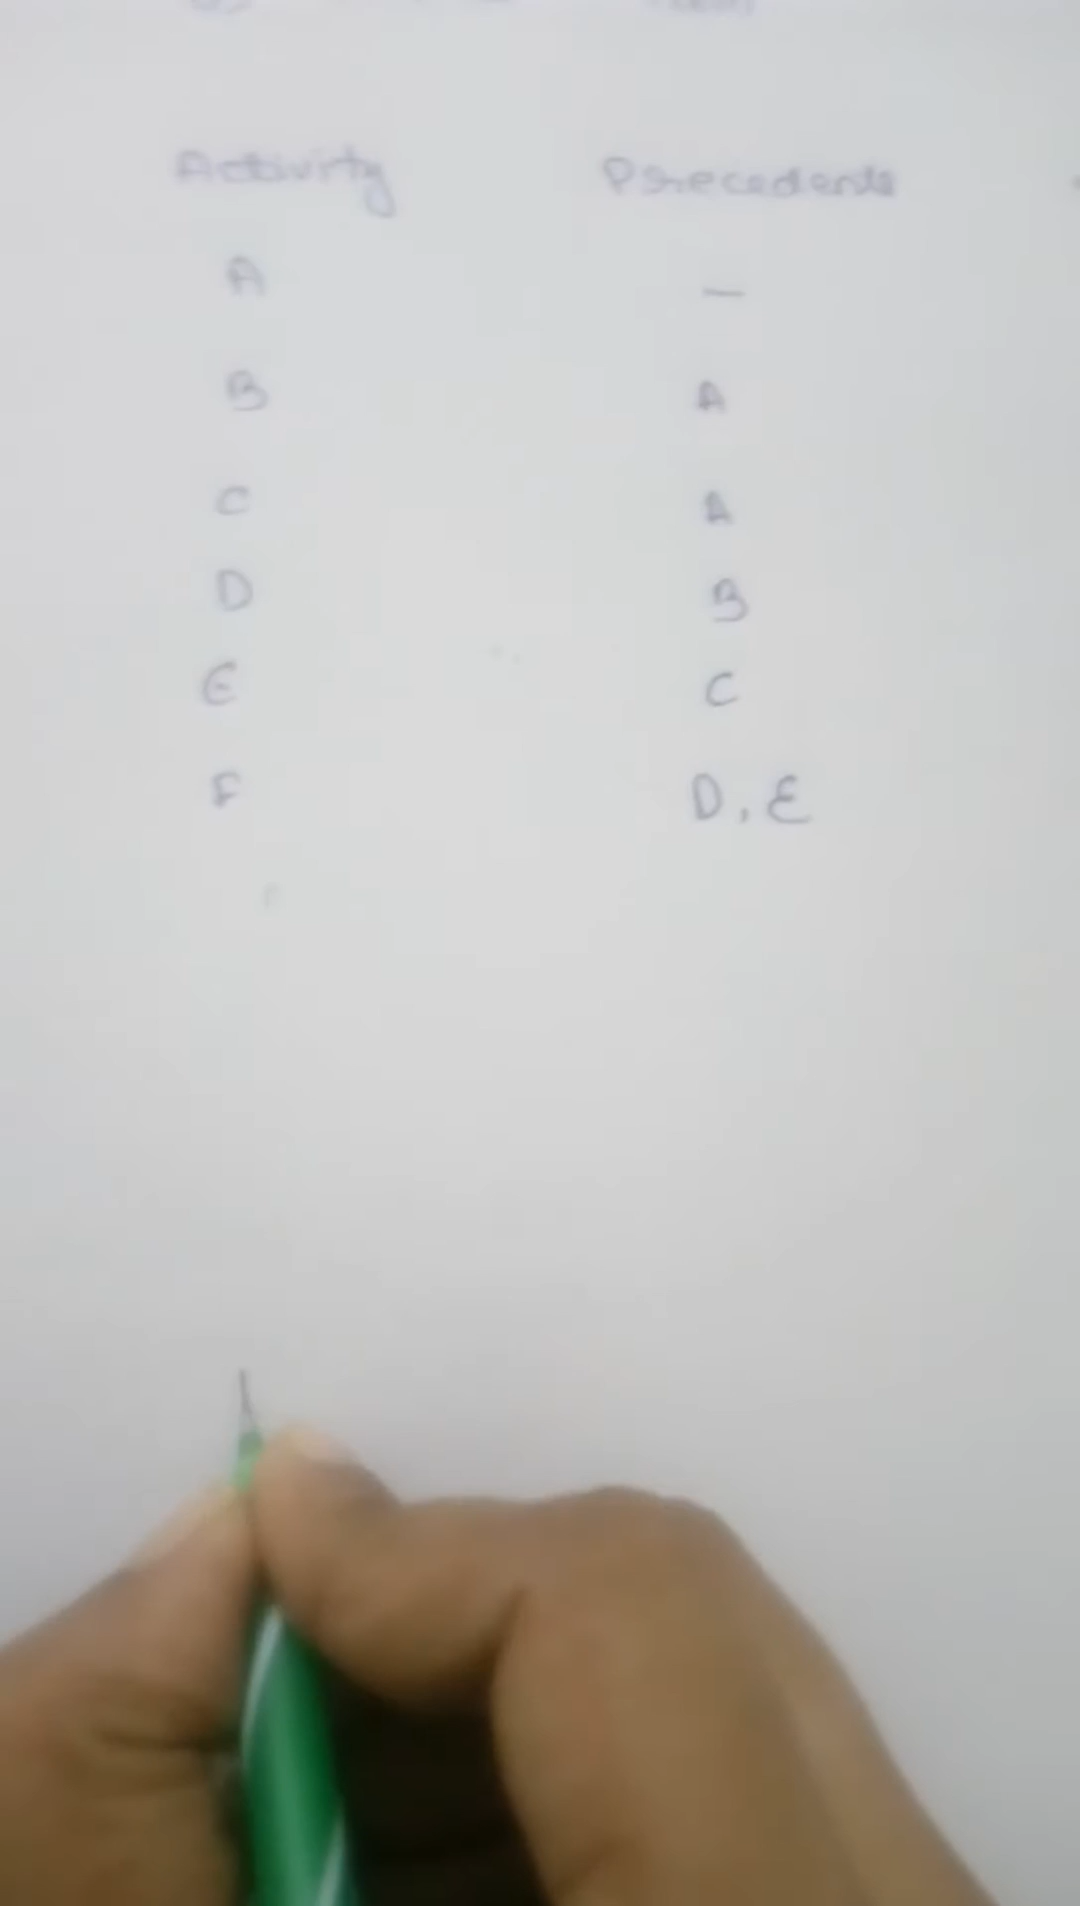 Activity Precedents
A —
B A
C A
D B
E C
F D, E